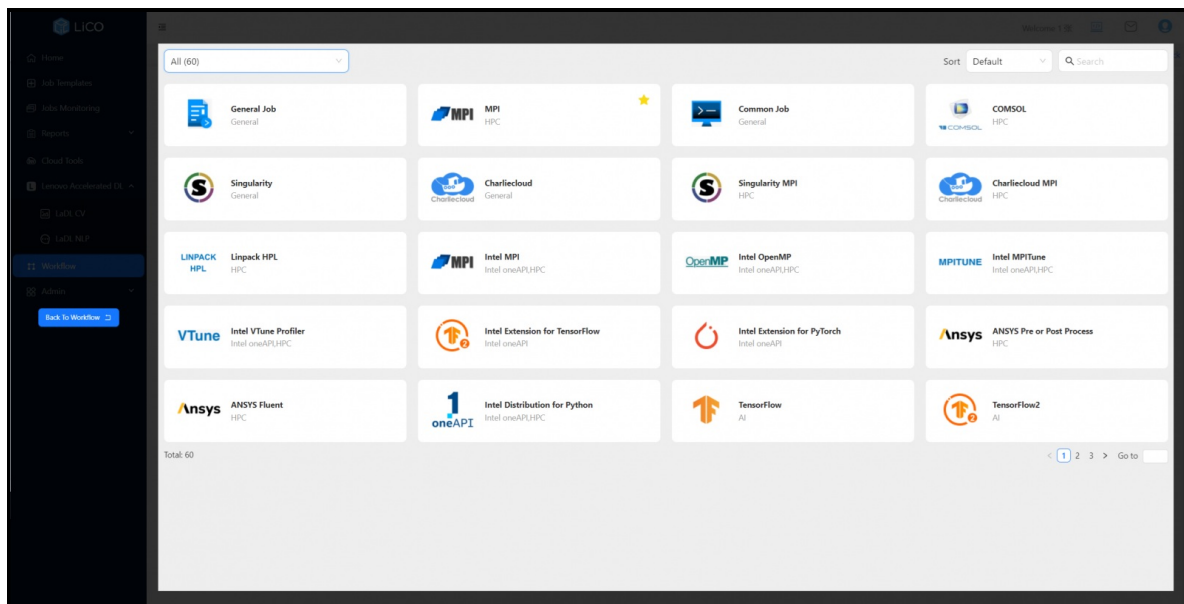 LiCO
Welcome
Home
Job Templates
Jobs Monitoring
Reports
Cloud Tools
Lenovo Accelerated DL
LaDL CV
LaDL NLP
Workflow
Admin
Back To Workflow
All (60)
Sort Default Search
General Job
General
MPI
MPI
HPC
Common Job
General
COMSOL
COMSOL
HPC
S
Singularity
General
Charliecloud
Charliecloud
General
S
Singularity MPI
HPC
Charliecloud
Charliecloud MPI
HPC
LINPACK
HPL
Linpack HPL
HPC
MPI
Intel MPI
Intel oneAPI,HPC
OpenMP
Intel OpenMP
Intel oneAPI,HPC
MPITUNE
Intel MPITune
Intel oneAPI,HPC
VTune
Intel VTune Profiler
Intel oneAPI,HPC
2
Intel Extension for TensorFlow
Intel oneAPI
Intel Extension for PyTorch
Intel oneAPI
Ansys
ANSYS Pre or Post Process
HPC
Ansys
ANSYS Fluent
HPC
1
oneAPI
Intel Distribution for Python
Intel oneAPI,HPC
TensorFlow
AI
2
TensorFlow2
AI
Total: 60
< 1 2 3 > Go to